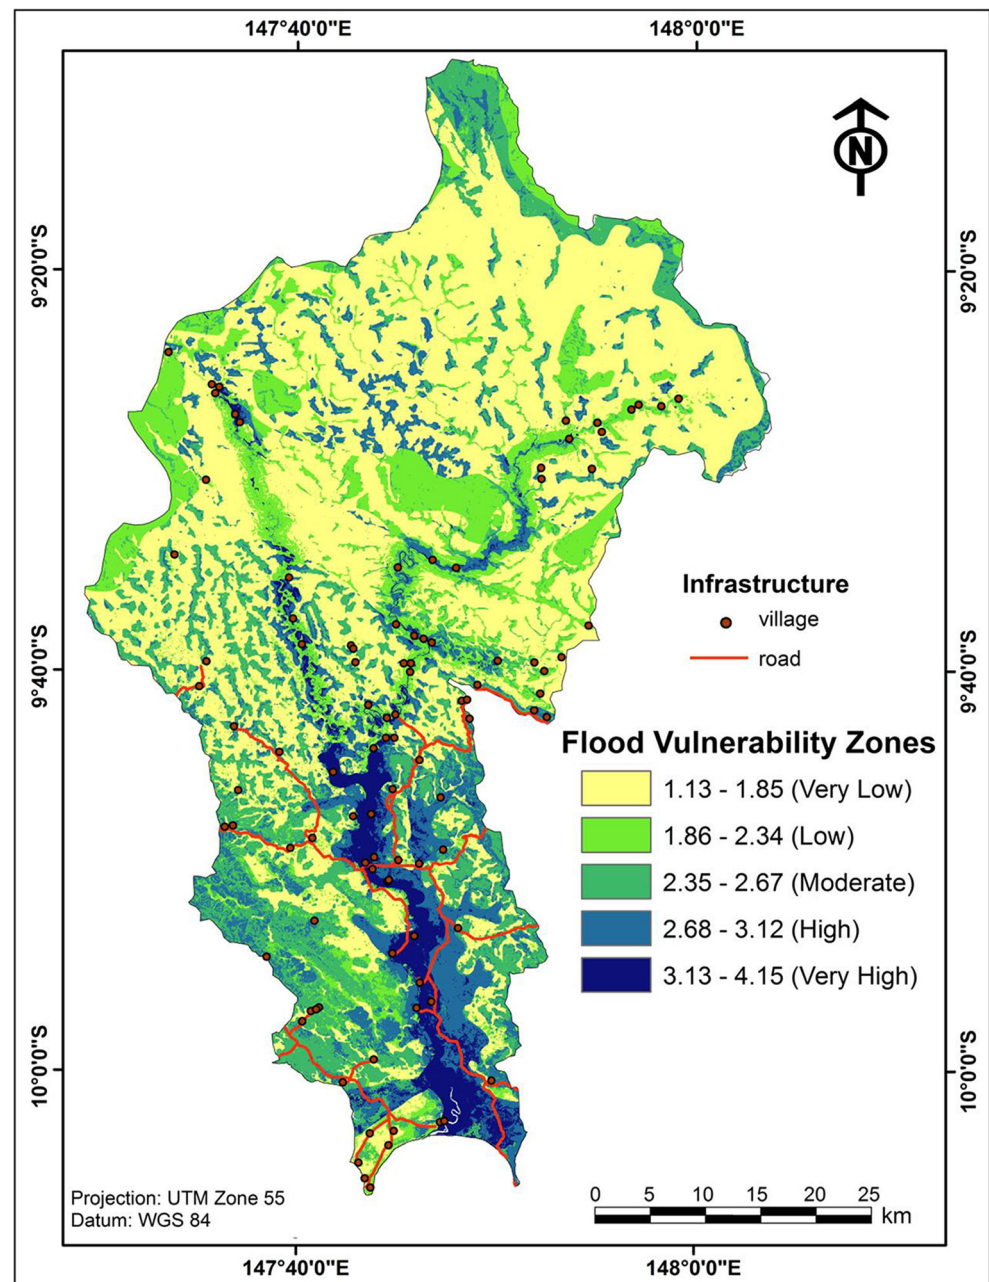 147°40'0"E 148°0'0"E
N
9°20'0"S 9°20'0"S
Infrastructure
village
road
9°40'0"S 9°40'0"S
Flood Vulnerability Zones
1.13 - 1.85 (Very Low)
1.86 - 2.34 (Low)
2.35 - 2.67 (Moderate)
2.68 - 3.12 (High)
3.13 - 4.15 (Very High)
10°0'0"S 10°0'0"S
Projection: UTM Zone 55
Datum: WGS 84
0 5 10 15 20 25
km
147°40'0"E 148°0'0"E